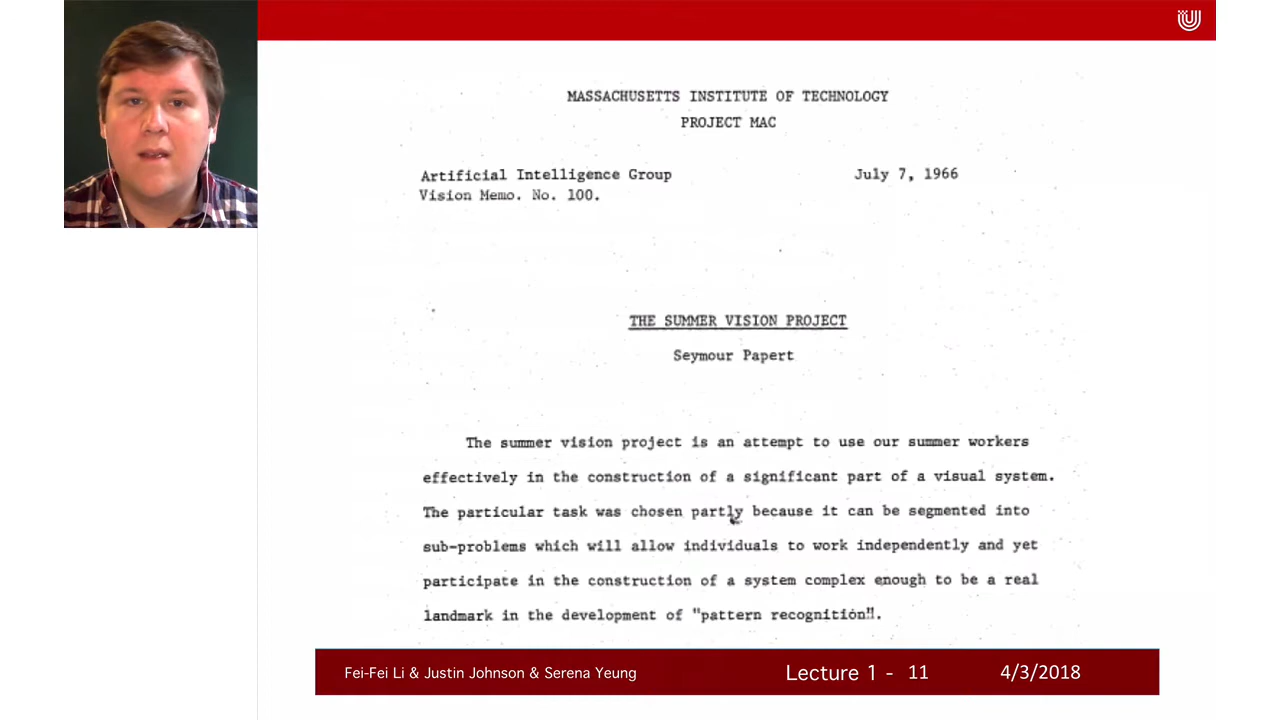 MASSACHUSETTS INSTITUTE OF TECHNOLOGY
PROJECT MAC
Artificial Intelligence Group July 7, 1966
Vision Memo. No. 100.
THE SUMMER VISION PROJECT
Seymour Papert
The summer vision project is an attempt to use our summer workers
effectively in the construction of a significant part of a visual system.
The particular task was chosen partly because it can be segmented into
sub-problems which will allow individuals to work independently and yet
participate in the construction of a system complex enough to be a real
landmark in the development of "pattern recognition".
Fei-Fei Li & Justin Johnson & Serena Yeung Lecture 1 - 11 4/3/2018